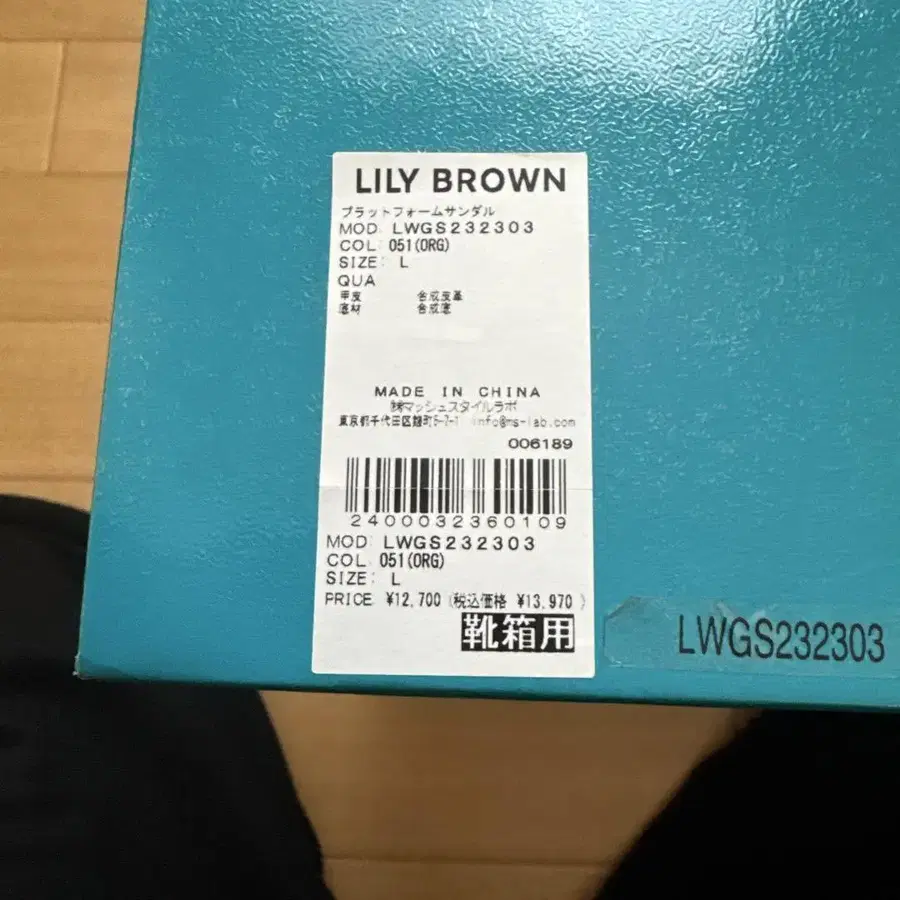 LILY BROWN
プラットフォームサンダル
MOD: LWGS232303
COL: 051(ORG)
SIZE: L
QUA
甲皮 合成皮革
底材 合成底
MADE IN CHINA
㈱マッシュスタイルラボ
東京都千代田区麹町5-7-1 info@ms-lab.com
006189
2400032360109
MOD: LWGS232303
COL: 051(ORG)
SIZE: L
PRICE: ¥12,700 (税込価格 ¥13,970)
靴箱用
LWGS232303